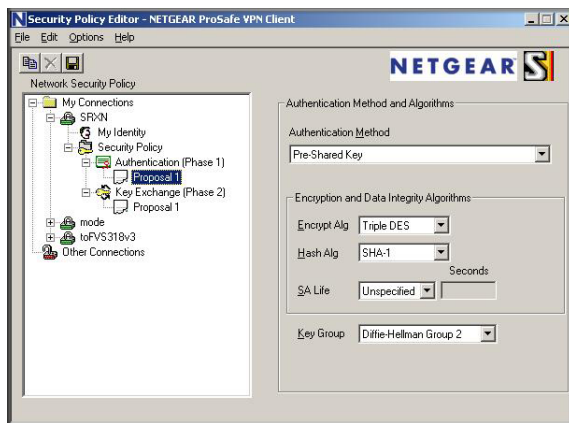 Security Policy Editor - NETGEAR ProSafe VPN Client
File Edit Options Help
NETGEAR
Network Security Policy
My Connections
SRXN
My Identity
Security Policy
Authentication (Phase 1)
Proposal 1
Key Exchange (Phase 2)
Proposal 1
mode
toFVS318v3
Other Connections
Authentication Method and Algorithms
Authentication Method
Pre-Shared Key
Encryption and Data Integrity Algorithms
Encrypt Alg Triple DES
Hash Alg SHA-1
Seconds
SA Life Unspecified
Key Group Diffie-Hellman Group 2